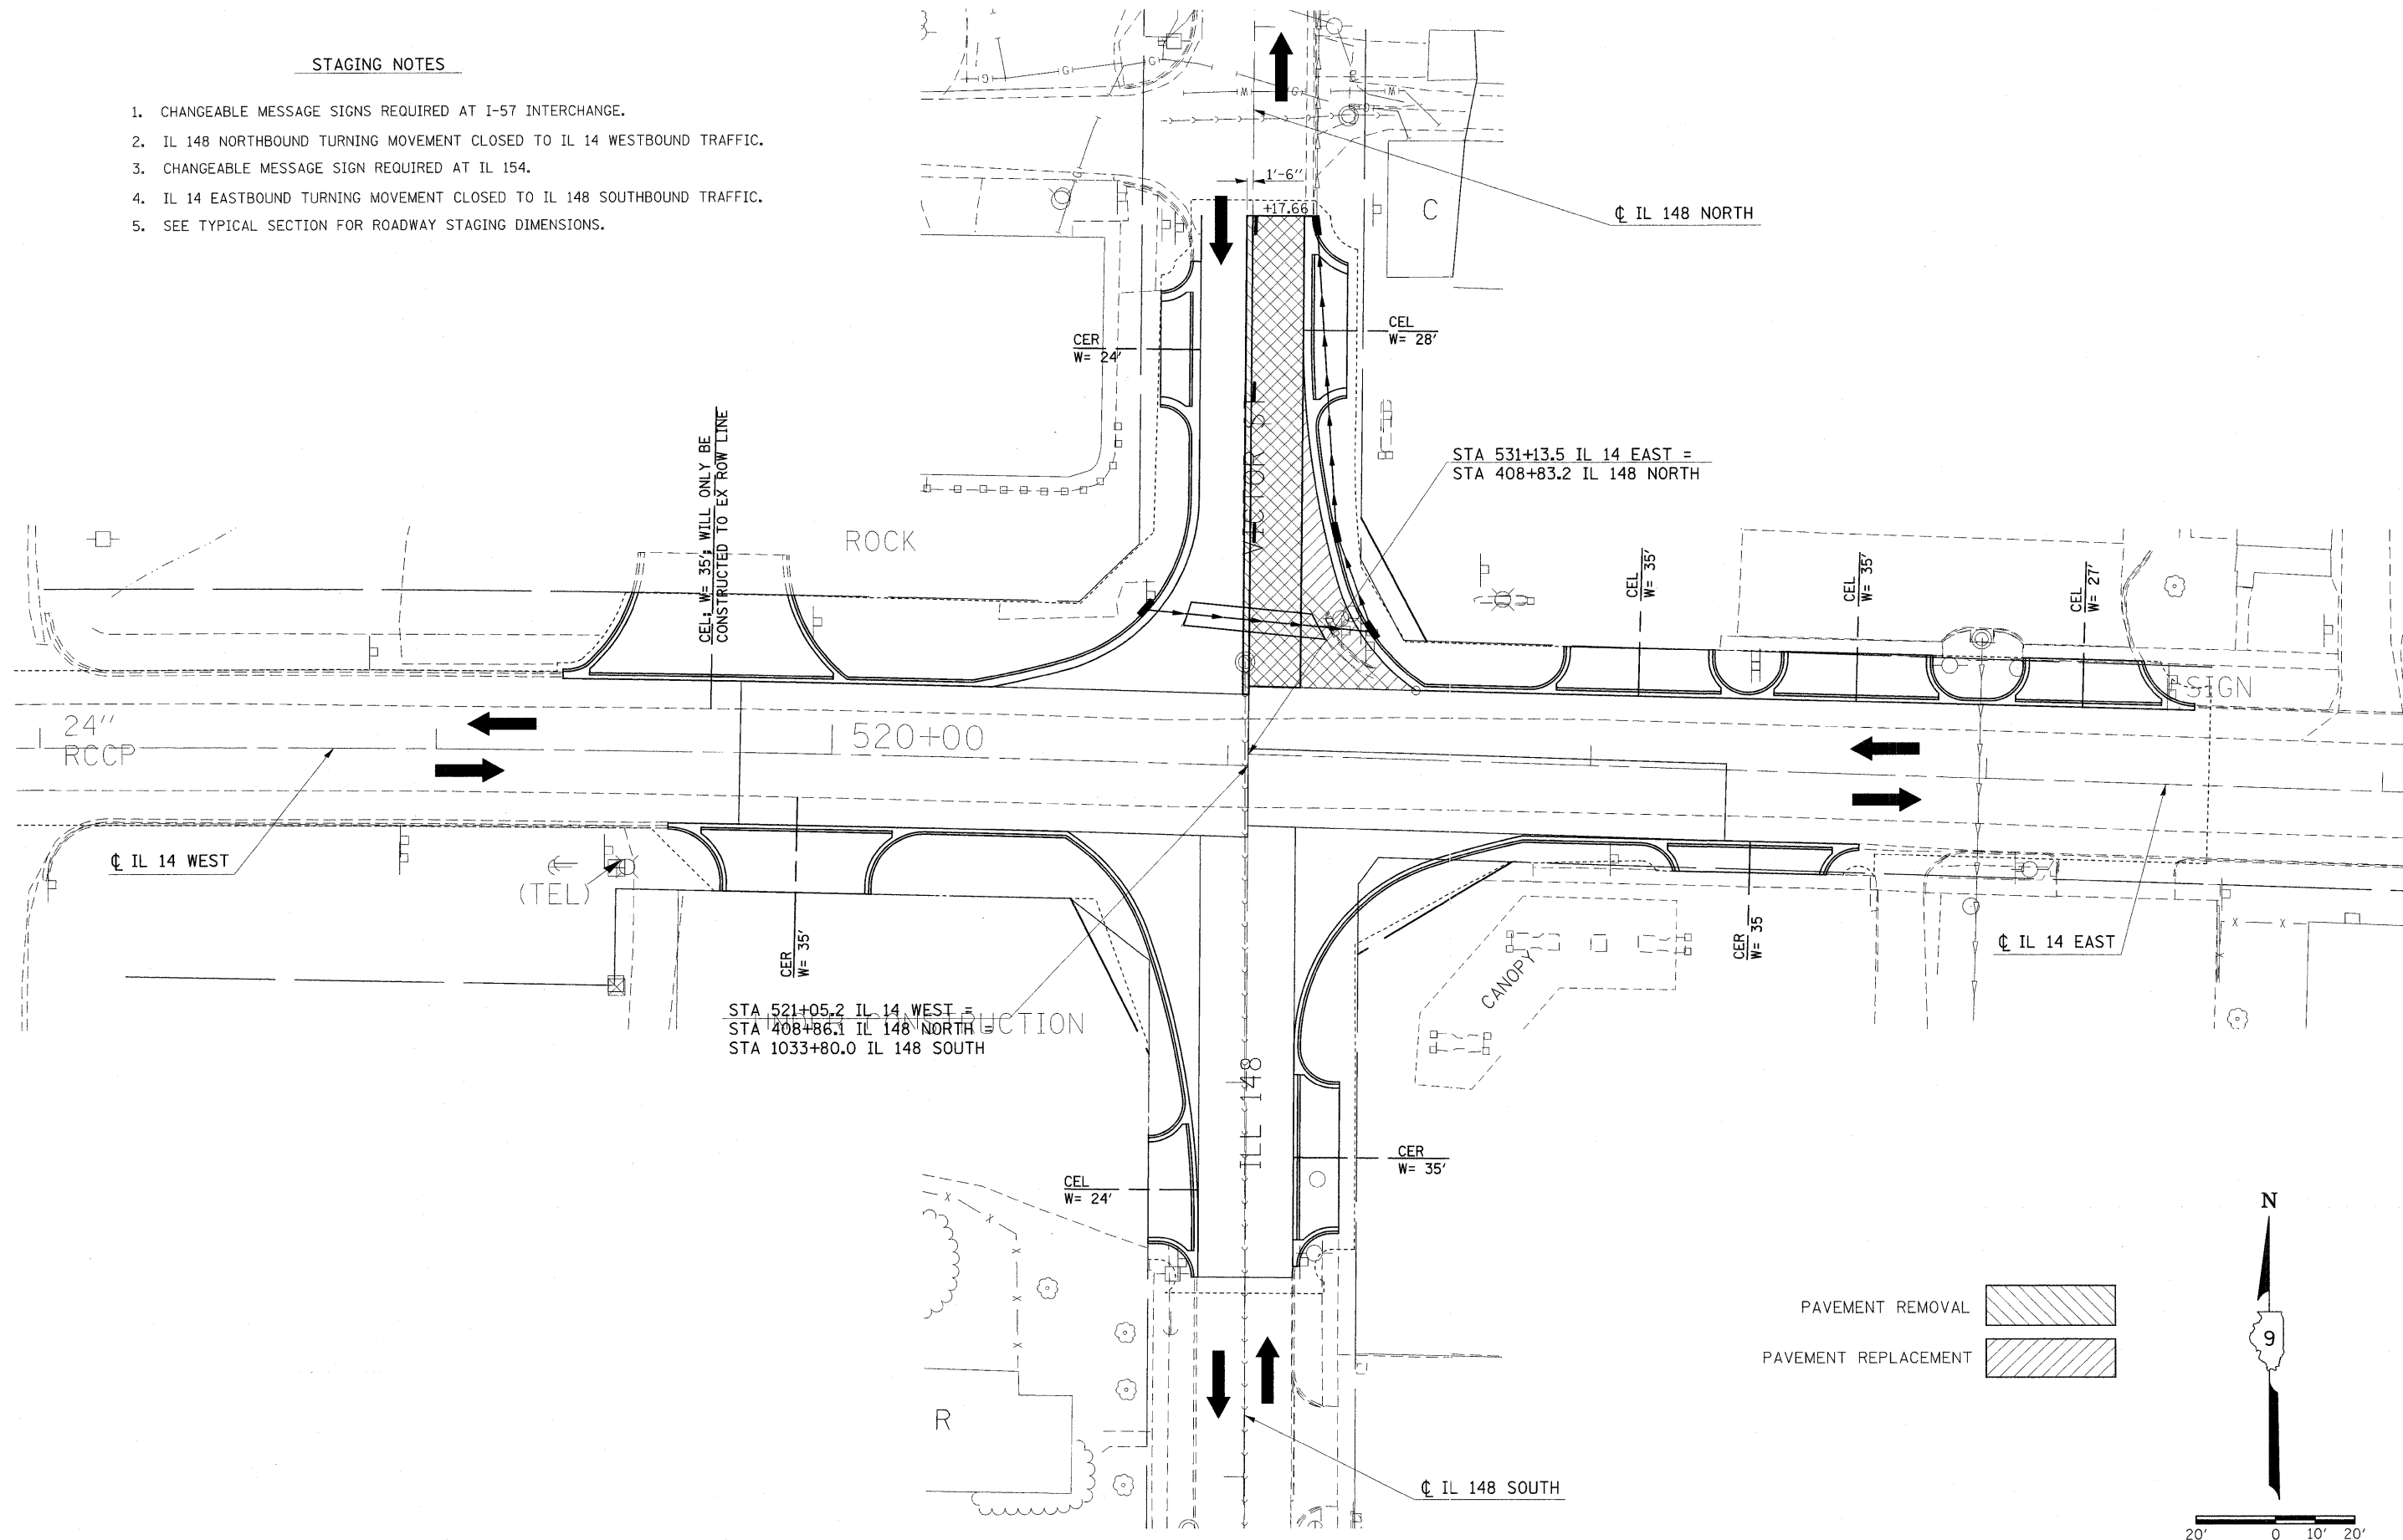 STAGING NOTES
1. CHANGEABLE MESSAGE SIGNS REQUIRED AT I-57 INTERCHANGE.
2. IL 148 NORTHBOUND TURNING MOVEMENT CLOSED TO IL 14 WESTBOUND TRAFFIC.
3. CHANGEABLE MESSAGE SIGN REQUIRED AT IL 154.
4. IL 14 EASTBOUND TURNING MOVEMENT CLOSED TO IL 148 SOUTHBOUND TRAFFIC.
5. SEE TYPICAL SECTION FOR ROADWAY STAGING DIMENSIONS.
1'-6"
+17.66
C
℄ IL 148 NORTH
CER
W= 24'
CEL
W= 28'
VICTOR ST
STA 531+13.5 IL 14 EAST =
STA 408+83.2 IL 148 NORTH
CEL; W= 35'; WILL ONLY BE
CONSTRUCTED TO EX ROW LINE
ROCK
CEL
W= 35'
CEL
W= 35'
CEL
W= 27'
SIGN
24"
RCCP
520+00
℄ IL 14 WEST
(TEL)
CER
W= 35'
CER
W= 35
℄ IL 14 EAST
CANOPY
STA 521+05.2 IL 14 WEST =
STA 408+86.1 IL 148 NORTH =
STA 1033+80.0 IL 148 SOUTH
UNDER CONSTRUCTION
ILL 148
CEL
W= 24'
CER
W= 35'
N
9
PAVEMENT REMOVAL
PAVEMENT REPLACEMENT
R
℄ IL 148 SOUTH
20' 0 10' 20'